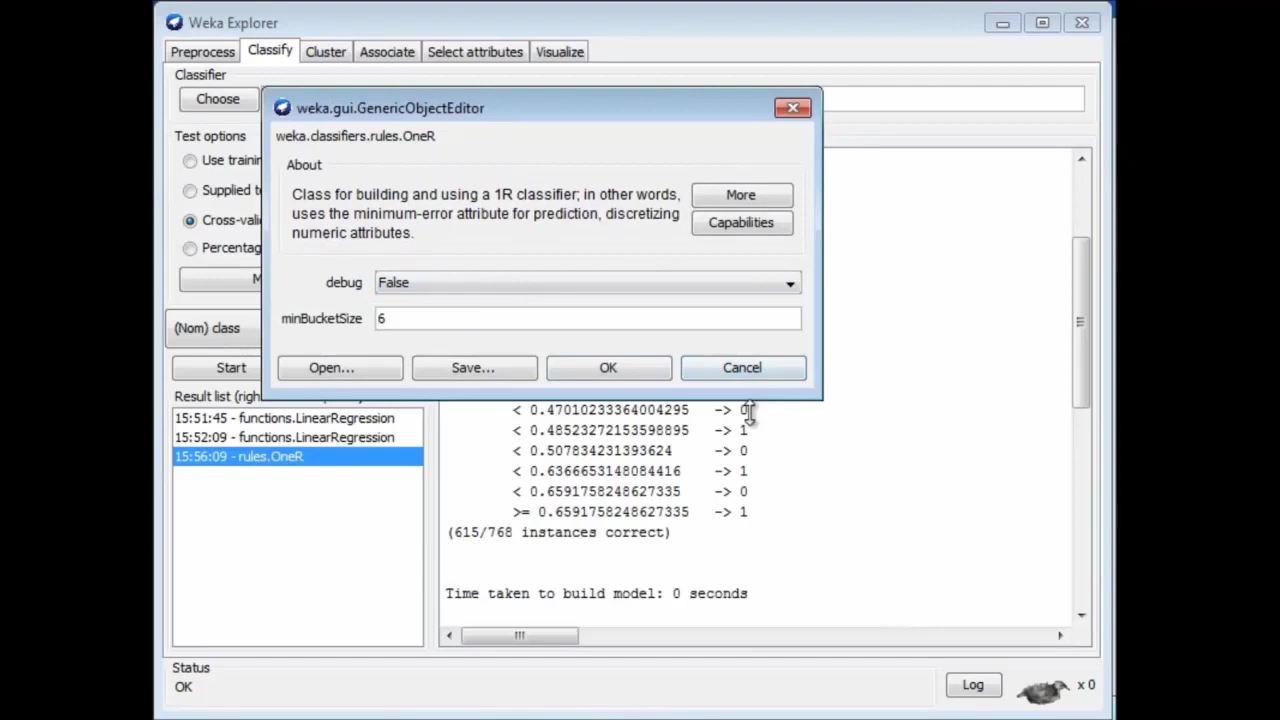 Weka Explorer
Preprocess Classify Cluster Associate Select attributes Visualize
Classifier
Choose
weka.gui.GenericObjectEditor
weka.classifiers.rules.OneR
About
Class for building and using a 1R classifier; in other words,
uses the minimum-error attribute for prediction, discretizing
numeric attributes.
More
Capabilities
debug False
minBucketSize 6
Open... Save... OK Cancel
Test options
Use trainin
Supplied te
Cross-valid
Percentag
M
(Nom) class
Start
Result list (righ
15:51:45 - functions.LinearRegression
15:52:09 - functions.LinearRegression
15:56:09 - rules.OneR
< 0.47010233364004295 -> 0
< 0.48523272153598895 -> 1
< 0.507834231393624 -> 0
< 0.6366653148084416 -> 1
< 0.6591758248627335 -> 0
>= 0.6591758248627335 -> 1
(615/768 instances correct)
Time taken to build model: 0 seconds
Status
OK
Log
x 0